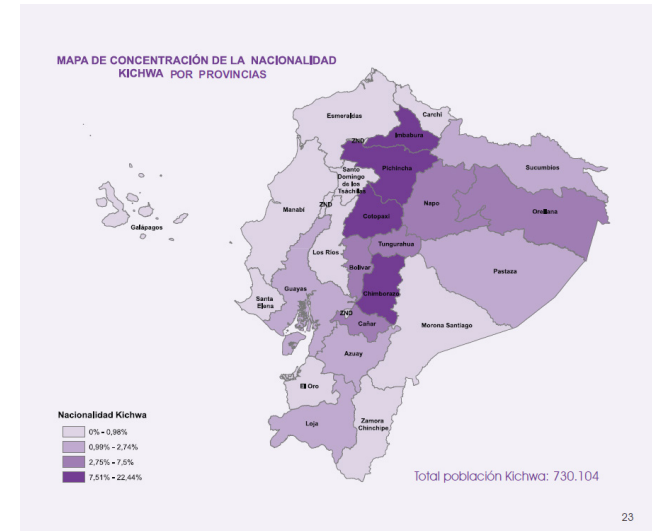 MAPA DE CONCENTRACIÓN DE LA NACIONALIDAD
KICHWA POR PROVINCIAS
Esmeraldas
Carchi
Imbabura
ZND
Pichincha
Sucumbios
Santo
Domingo
de los
Tsáchilas
ZND
Manabí
Napo
Orellana
Cotopaxi
Galápagos
Tungurahua
Los Ríos
Bolívar
Pastaza
Guayas
Chimborazo
Santa
Elena
ZND
Cañar
Morona Santiago
Azuay
El Oro
Loja
Zamora
Chinchipe
Nacionalidad Kichwa
0% - 0,98%
0,99% - 2,74%
2,75% - 7,5%
7,51% - 22,44%
Total población Kichwa: 730.104
23